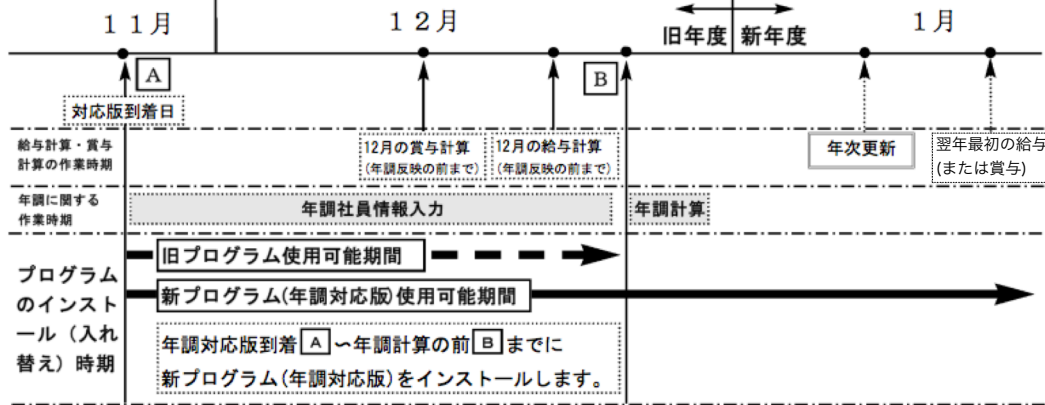 11月
12月
旧年度
新年度
1月
A
B
対応版到着日
給与計算・賞与
計算の作業時期
12月の賞与計算
(年調反映の前まで)
12月の給与計算
(年調反映の前まで)
年次更新
翌年最初の給与
(または賞与)
年調に関する
作業時期
年調社員情報入力
年調計算
プログラム
のインスト
ール（入れ
替え）時期
旧プログラム使用可能期間
新プログラム(年調対応版)使用可能期間
年調対応版到着 A ～年調計算の前 B までに
新プログラム(年調対応版)をインストールします。